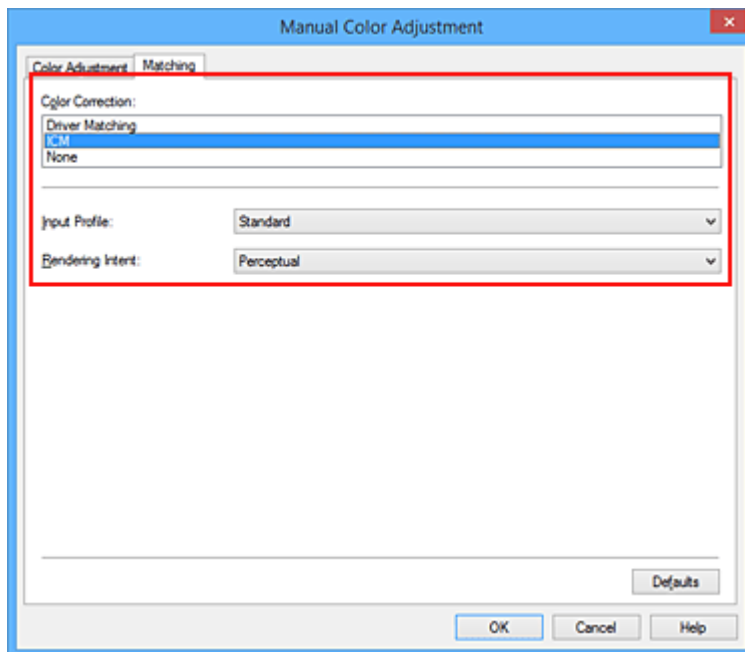 Manual Color Adjustment
Color Adjustment Matching
Color Correction:
Driver Matching
ICM
None
Input Profile: Standard
Rendering Intent: Perceptual
Defaults
OK Cancel Help